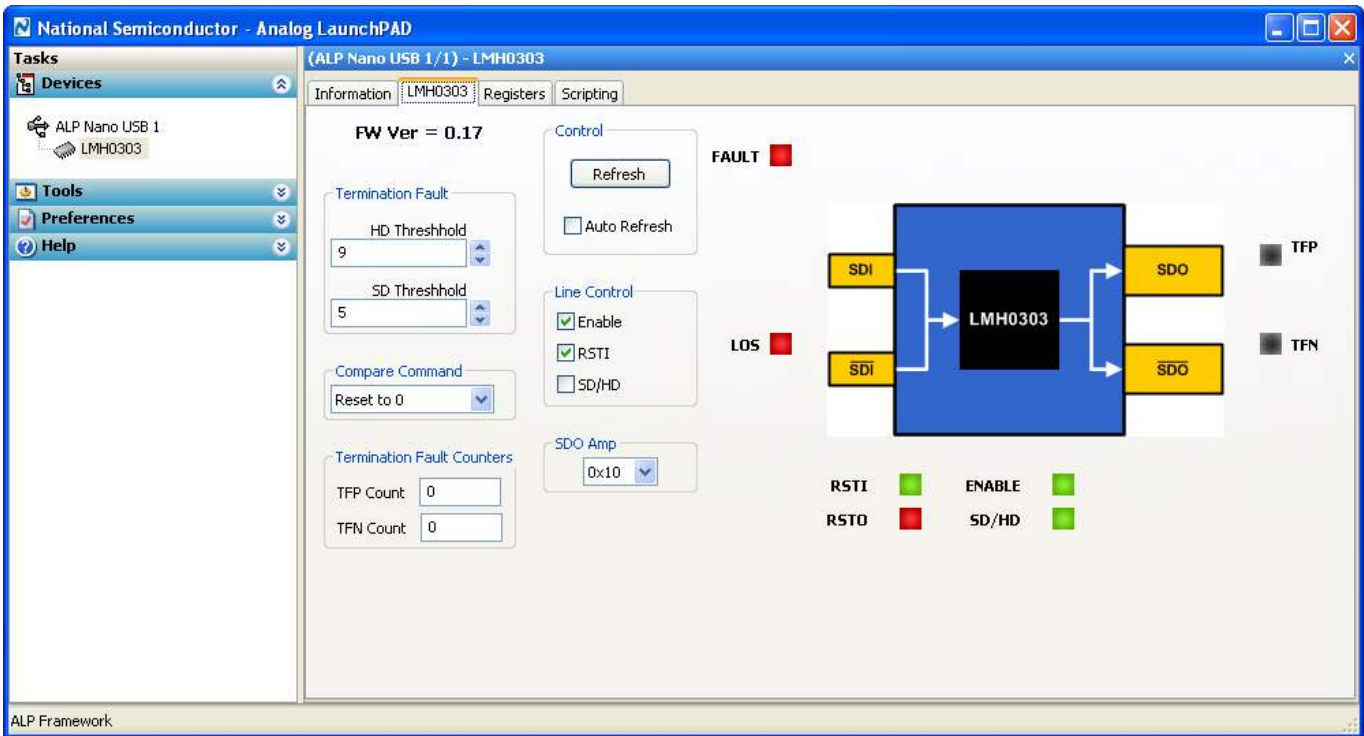 National Semiconductor - Analog LaunchPAD
Tasks
(ALP Nano USB 1/1) - LMH0303
Devices
Information LMH0303 Registers Scripting
ALP Nano USB 1
LMH0303
Tools
Preferences
Help
FW Ver = 0.17
Termination Fault
HD Threshhold
9
SD Threshhold
5
Compare Command
Reset to 0
Termination Fault Counters
TFP Count 0
TFN Count 0
Control
Refresh
Auto Refresh
Line Control
Enable
RSTI
SD/HD
SDO Amp
0x10
FAULT
LOS
SDI
SDI
LMH0303
SDO
SDO
TFP
TFN
RSTI ENABLE
RSTO SD/HD
ALP Framework